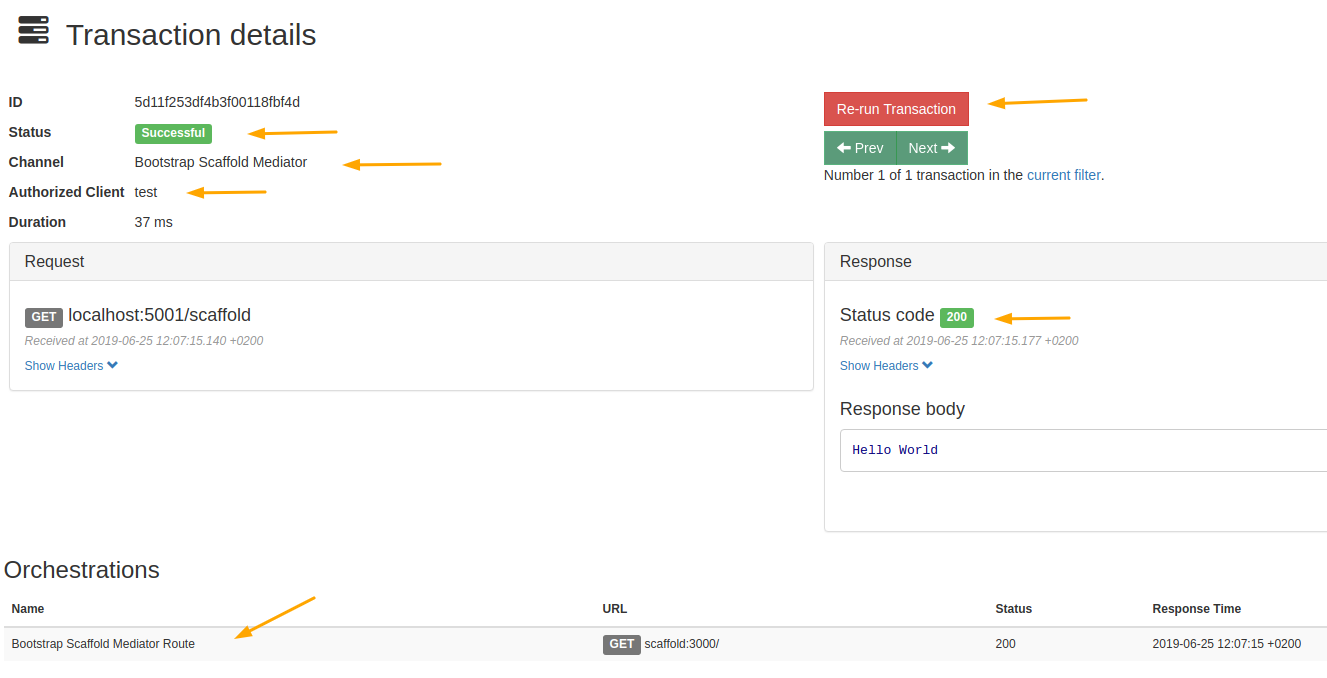 Transaction details
ID 5d11f253df4b3f00118fbf4d
Status Successful
Channel Bootstrap Scaffold Mediator
Authorized Client test
Duration 37 ms
Re-run Transaction
Prev Next
Number 1 of 1 transaction in the current filter.
Request
GET localhost:5001/scaffold
Received at 2019-06-25 12:07:15.140 +0200
Show Headers
Response
Status code 200
Received at 2019-06-25 12:07:15.177 +0200
Show Headers
Response body
Hello World
Orchestrations
Name URL Status Response Time
Bootstrap Scaffold Mediator Route GET scaffold:3000/ 200 2019-06-25 12:07:15 +0200